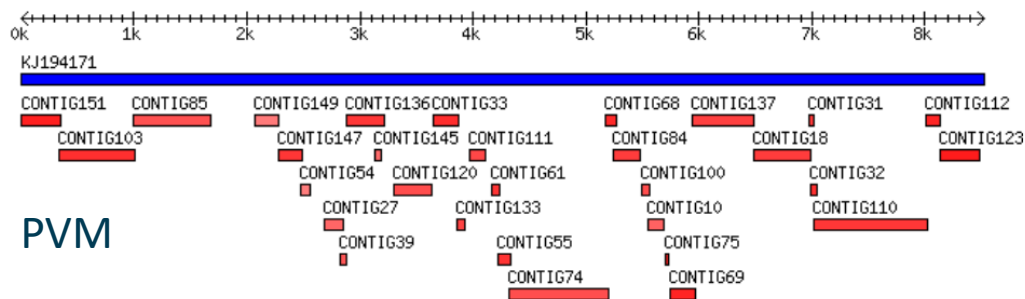 0k 1k 2k 3k 4k 5k 6k 7k 8k
KJ194171
CONTIG151 CONTIG85 CONTIG149 CONTIG136 CONTIG33 CONTIG68 CONTIG137 CONTIG31 CONTIG112
CONTIG103 CONTIG147 CONTIG145 CONTIG111 CONTIG84 CONTIG18 CONTIG123
CONTIG54 CONTIG120 CONTIG61 CONTIG100 CONTIG32
CONTIG27 CONTIG133 CONTIG10 CONTIG110
PVM
CONTIG39 CONTIG55 CONTIG75
CONTIG74 CONTIG69